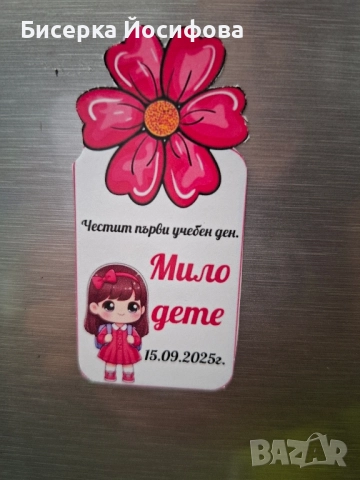 Бисерка Йосифова
Честит първи учебен ден.
Мило
дете
15.09.2025г.
BAZAR